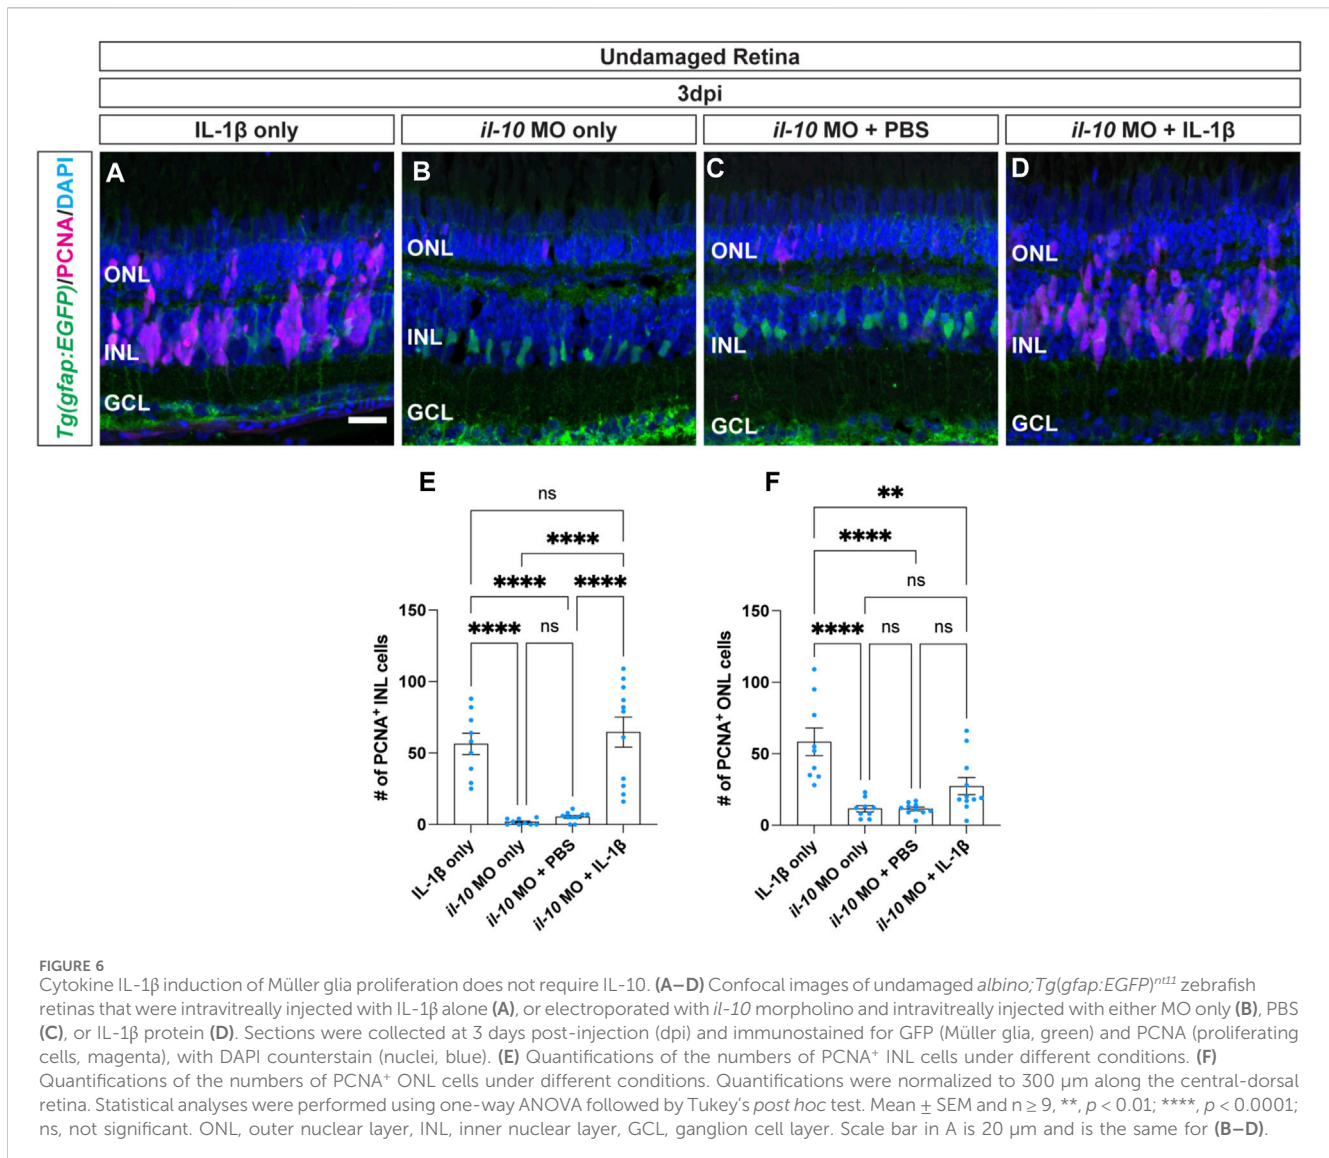 Undamaged Retina
3dpi
IL-1β only
il-10 MO only
il-10 MO + PBS
il-10 MO + IL-1β
Tg(gfap:EGFP)/PCNA/DAPI
A
ONL
INL
GCL
B
ONL
INL
GCL
C
ONL
INL
GCL
D
ONL
INL
GCL
E
ns
****
**** ****
**** ns
# of PCNA+ INL cells
150
100
50
0
IL-1β only
il-10 MO only
il-10 MO + PBS
il-10 MO + IL-1β
F
**
****
ns
**** ns ns
# of PCNA+ ONL cells
150
100
50
0
IL-1β only
il-10 MO only
il-10 MO + PBS
il-10 MO + IL-1β
FIGURE 6
Cytokine IL-1β induction of Müller glia proliferation does not require IL-10. (A–D) Confocal images of undamaged albino;Tg(gfap:EGFP)nt11 zebrafish
retinas that were intravitreally injected with IL-1β alone (A), or electroporated with il-10 morpholino and intravitreally injected with either MO only (B), PBS
(C), or IL-1β protein (D). Sections were collected at 3 days post-injection (dpi) and immunostained for GFP (Müller glia, green) and PCNA (proliferating
cells, magenta), with DAPI counterstain (nuclei, blue). (E) Quantifications of the numbers of PCNA+ INL cells under different conditions. (F)
Quantifications of the numbers of PCNA+ ONL cells under different conditions. Quantifications were normalized to 300 μm along the central-dorsal
retina. Statistical analyses were performed using one-way ANOVA followed by Tukey's post hoc test. Mean ± SEM and n ≥ 9, **, p < 0.01; ****, p < 0.0001;
ns, not significant. ONL, outer nuclear layer, INL, inner nuclear layer, GCL, ganglion cell layer. Scale bar in A is 20 μm and is the same for (B–D).